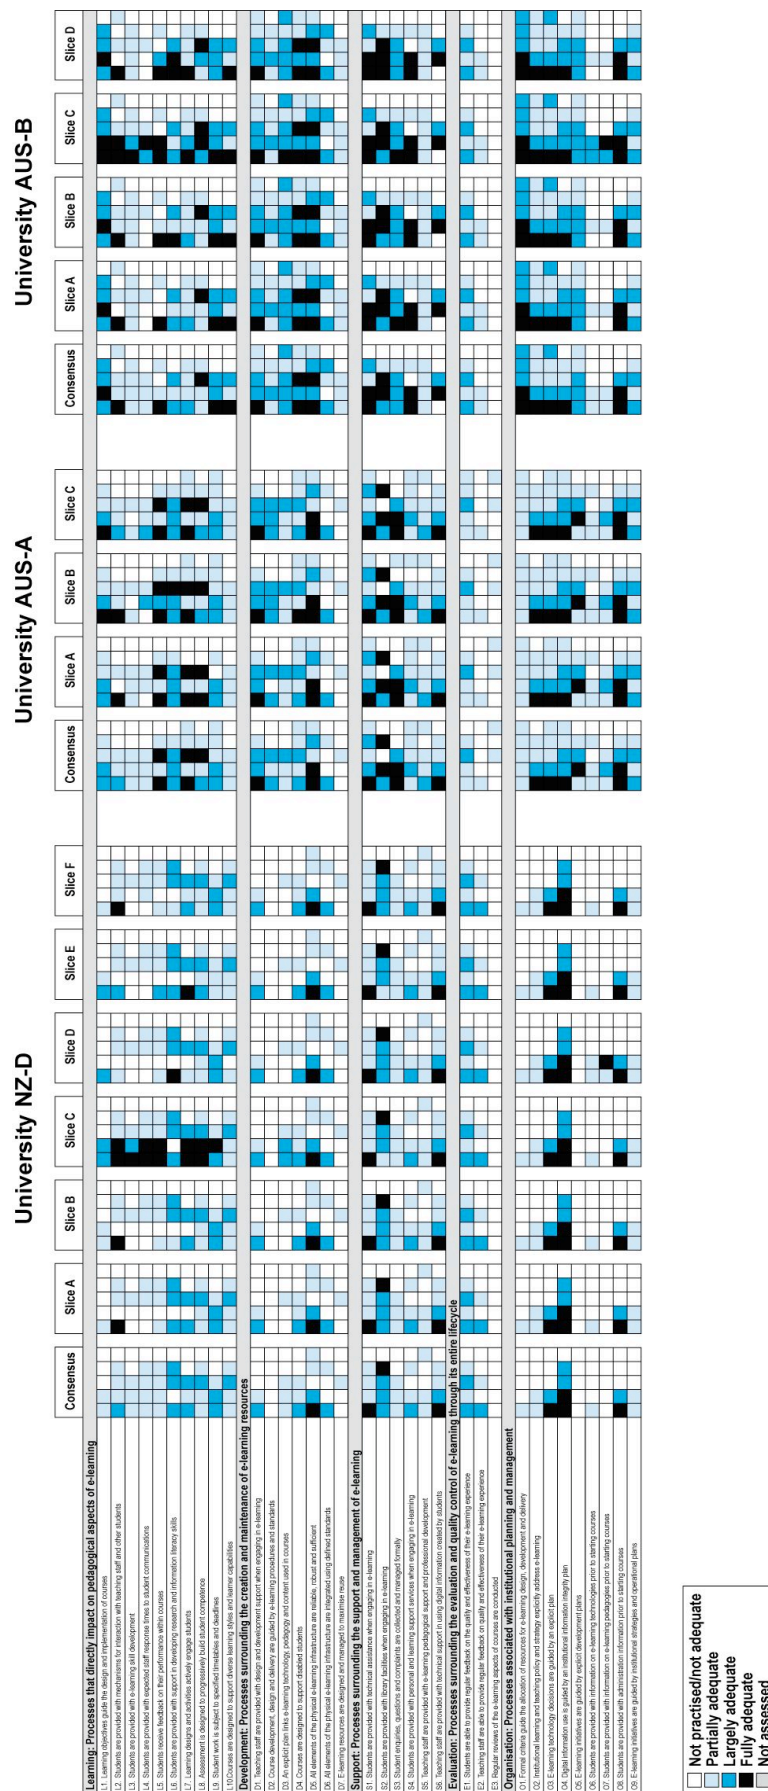 University NZ-D
University AUS-A
University AUS-B
Consensus
Slice A
Slice B
Slice C
Slice D
Slice E
Slice F
Consensus
Slice A
Slice B
Slice C
Consensus
Slice A
Slice B
Slice C
Slice D
Learning: Processes that directly impact on pedagogical aspects of e-learning
L1. Learning objectives guide the design and implementation of courses
L2. Students are provided with mechanisms for interaction with teaching staff and other students
L3. Students are provided with e-learning skill development
L4. Students are provided with expected staff response times to student communications
L5. Students receive feedback on their performance within courses
L6. Students are provided with support in developing research and information literacy skills
L7. Learning designs and activities actively engage students
L8. Assessment is designed to progressively build student competence
L9. Student work is subject to specified timetables and deadlines
L10. Courses are designed to support diverse learning styles and learner capabilities
Development: Processes surrounding the creation and maintenance of e-learning resources
D1. Teaching staff are provided with design and development support when engaging in e-learning
D2. Course development, design and delivery are guided by e-learning procedures and standards
D3. An explicit plan links e-learning technology, pedagogy and content used in courses
D4. Courses are designed to support disabled students
D5. All elements of the physical e-learning infrastructure are reliable, robust and sufficient
D6. All elements of the physical e-learning infrastructure are integrated using defined standards
D7. E-learning resources are designed and managed to maximise reuse
Support: Processes surrounding the support and management of e-learning
S1. Students are provided with technical assistance when engaging in e-learning
S2. Students are provided with library facilities when engaging in e-learning
S3. Student enquiries, questions and complaints are collected and managed formally
S4. Students are provided with personal and learning support services when engaging in e-learning
S5. Teaching staff are provided with e-learning pedagogical support and professional development
S6. Teaching staff are provided with technical support in using digital information created by students
Evaluation: Processes surrounding the evaluation and quality control of e-learning through its entire lifecycle
E1. Students are able to provide regular feedback on the quality and effectiveness of their e-learning experience
E2. Teaching staff are able to provide regular feedback on quality and effectiveness of their e-learning experience
E3. Regular reviews of the e-learning aspects of courses are conducted
Organisation: Processes associated with institutional planning and management
O1. Formal criteria guide the allocation of resources for e-learning design, development and delivery
O2. Institutional learning and teaching policy and strategy explicitly address e-learning
O3. E-learning technology decisions are guided by an explicit plan
O4. Digital information use is guided by an institutional information integrity plan
O5. E-learning initiatives are guided by explicit development plans
O6. Students are provided with information on e-learning technologies prior to starting courses
O7. Students are provided with information on e-learning pedagogies prior to starting courses
O8. Students are provided with administration information prior to starting courses
O9. E-learning initiatives are guided by institutional strategies and operational plans
Not practised/not adequate
Partially adequate
Largely adequate
Fully adequate
Not assessed